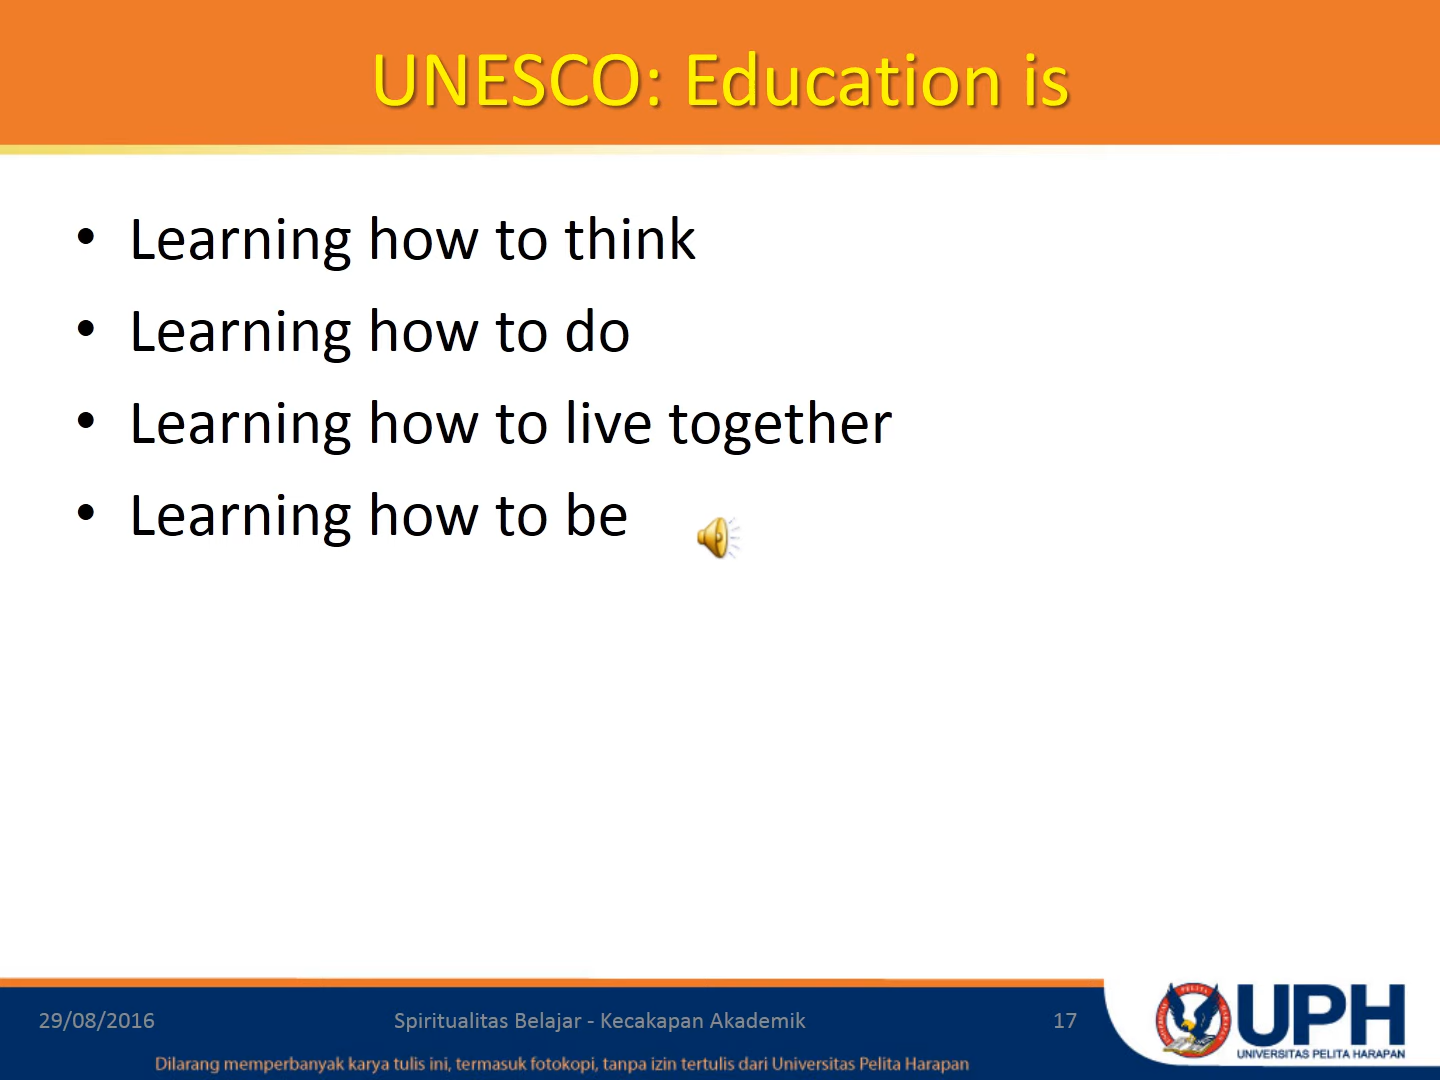 UNESCO: Education is
• Learning how to think
• Learning how to do
• Learning how to live together
• Learning how to be
29/08/2016
Spiritualitas Belajar - Kecakapan Akademik
17
UPH
UNIVERSITAS PELITA HARAPAN
Dilarang memperbanyak karya tulis ini, termasuk fotokopi, tanpa izin tertulis dari Universitas Pelita Harapan